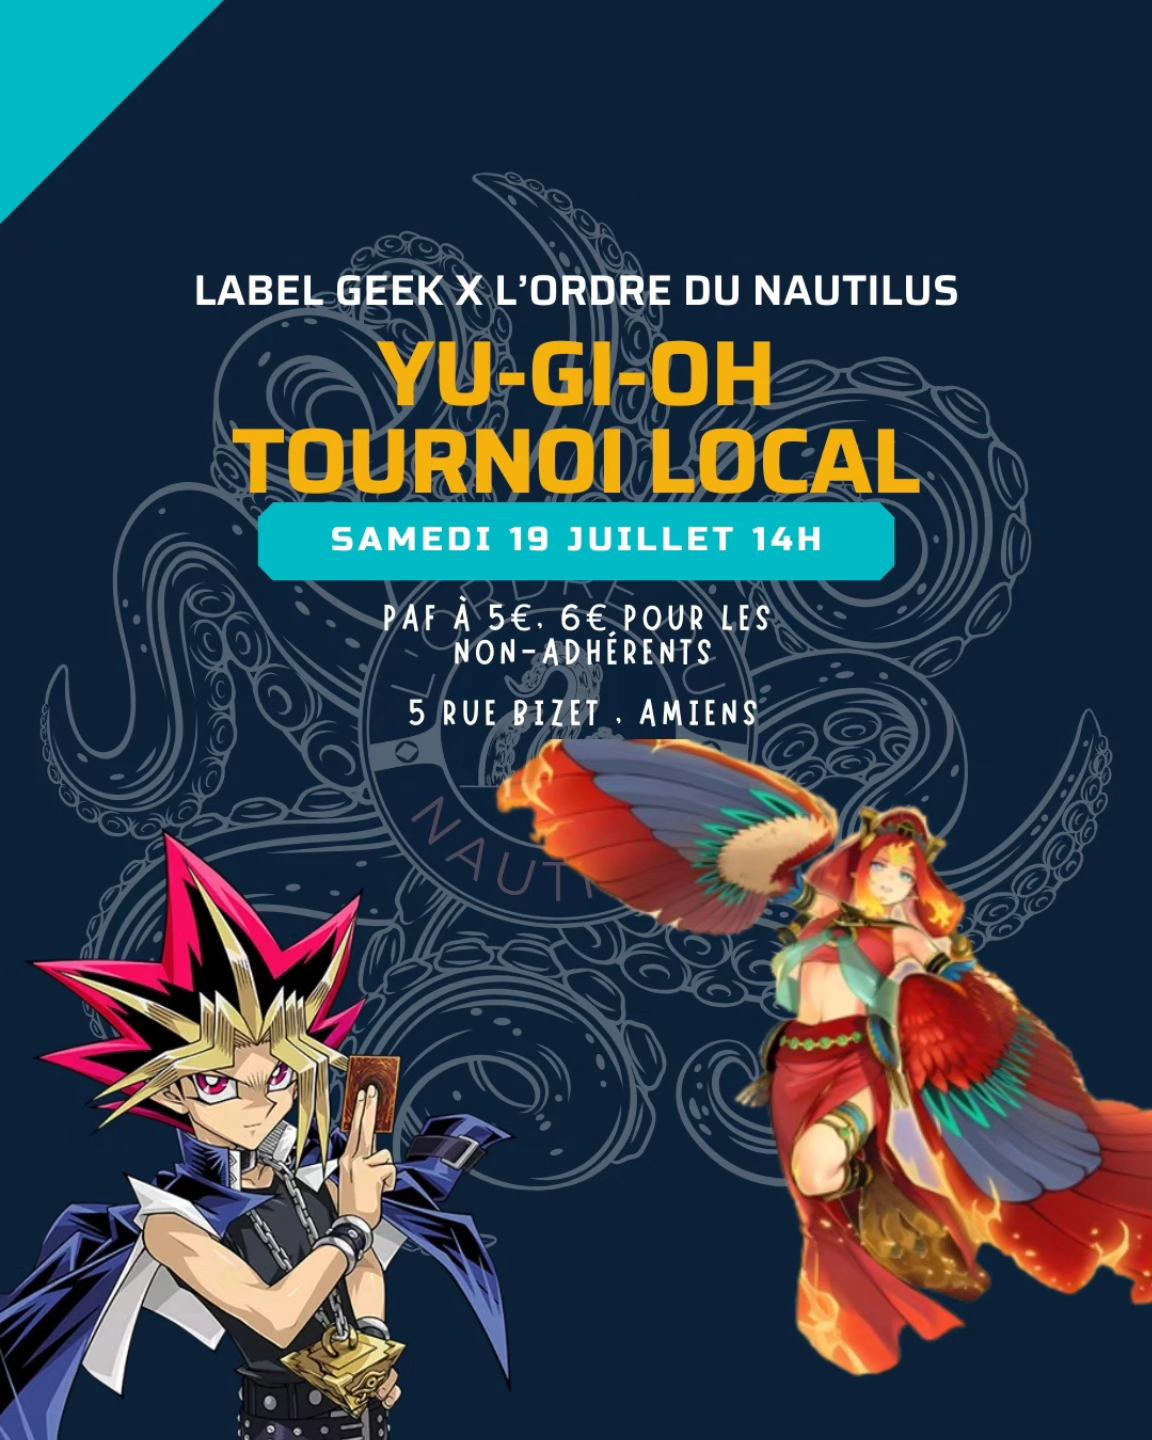 LABEL GEEK X L'ORDRE DU NAUTILUS
YU-GI-OH
TOURNOI LOCAL
SAMEDI 19 JUILLET 14H
PAF À 5€, 6€ POUR LES
NON-ADHÉRENTS
5 RUE BIZET , AMIENS